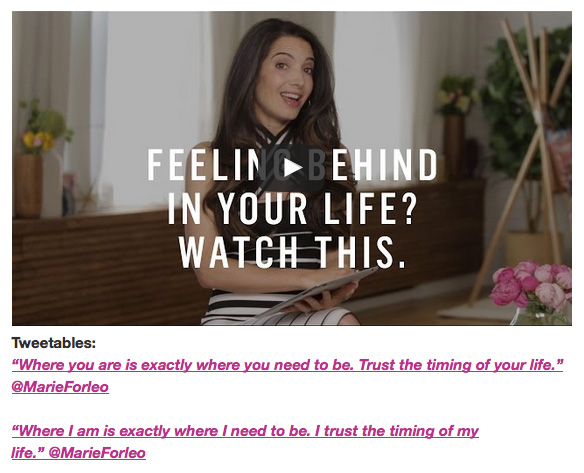 FEELING BEHIND
IN YOUR LIFE?
WATCH THIS.
Tweetables:
“Where you are is exactly where you need to be. Trust the timing of your life.”
@MarieForleo
“Where I am is exactly where I need to be. I trust the timing of my
life.” @MarieForleo